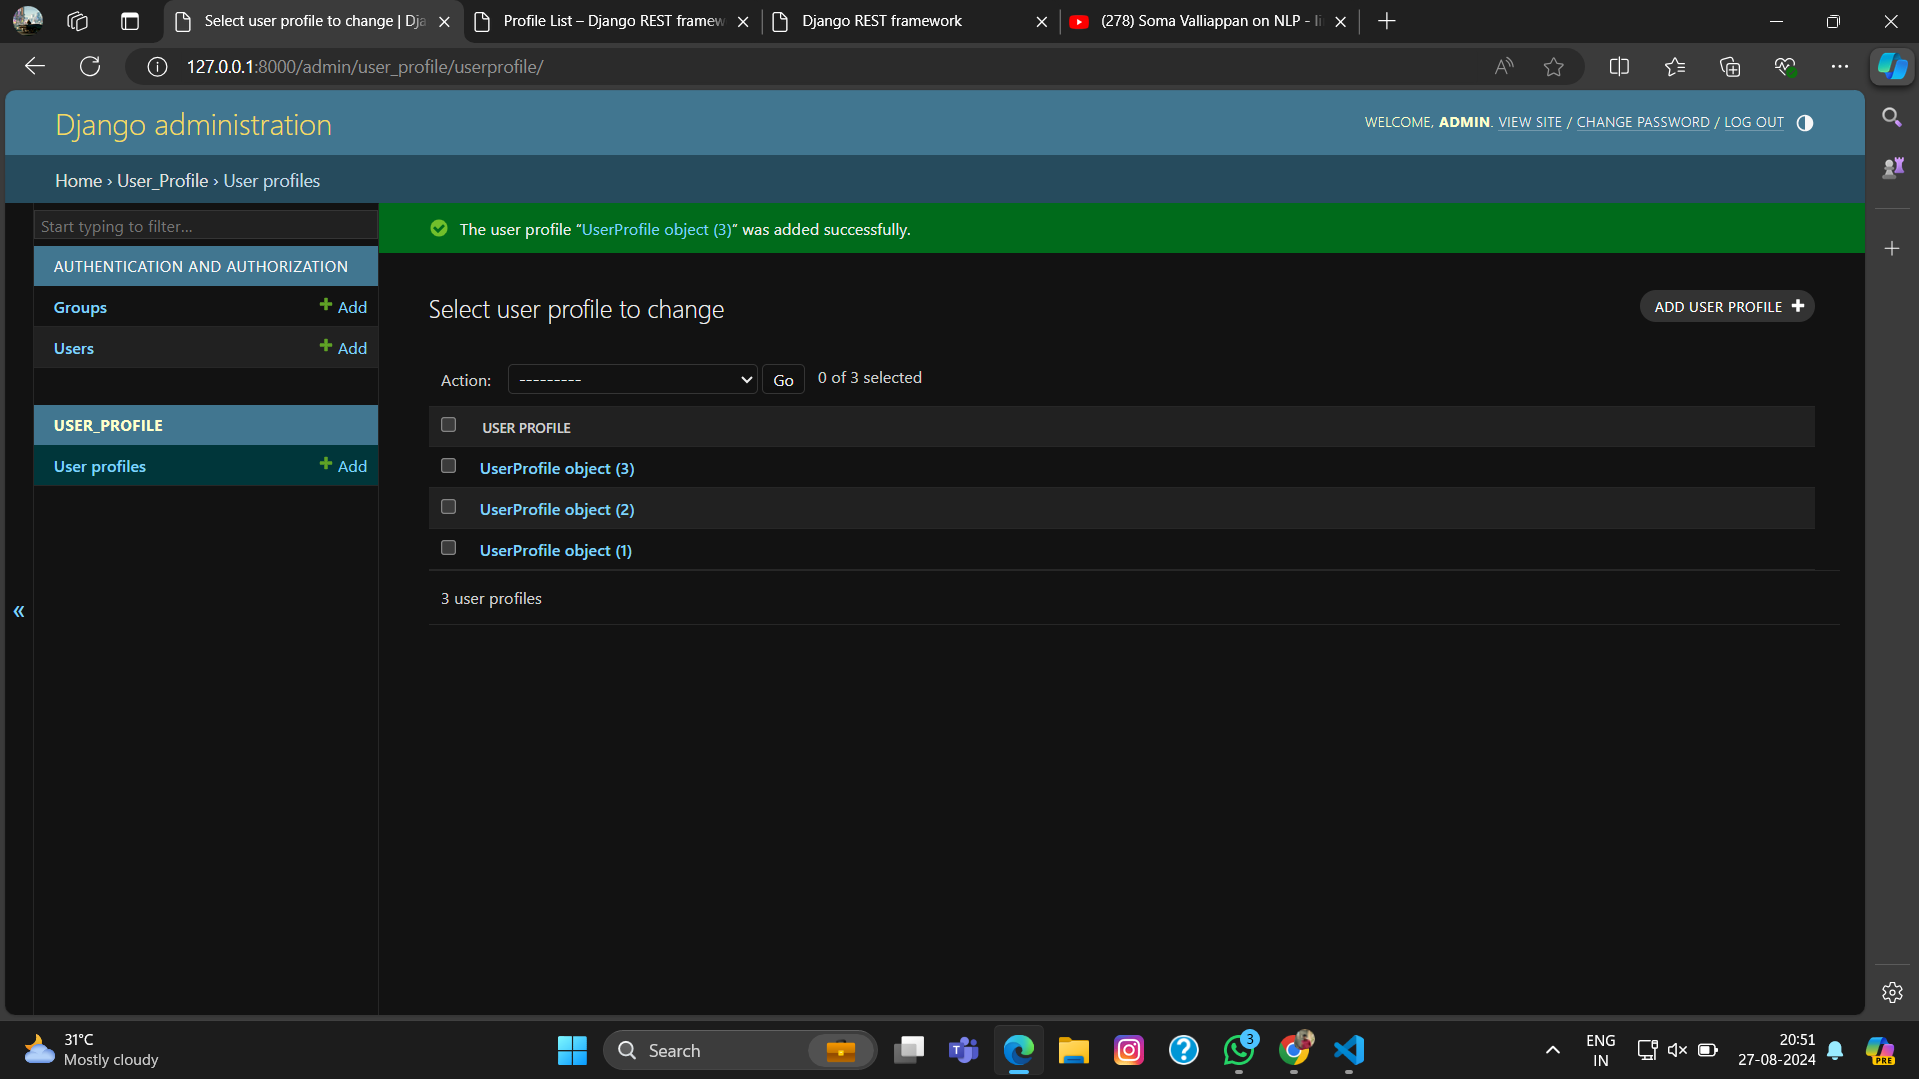 Select user profile to change | Dja
Profile List – Django REST framew
Django REST framework
(278) Soma Valliappan on NLP - li
127.0.0.1:8000/admin/user_profile/userprofile/
Django administration
WELCOME, ADMIN. VIEW SITE / CHANGE PASSWORD / LOG OUT
Home › User_Profile › User profiles
Start typing to filter...
The user profile “UserProfile object (3)” was added successfully.
AUTHENTICATION AND AUTHORIZATION
Groups Add
Users Add
USER_PROFILE
User profiles Add
Select user profile to change
ADD USER PROFILE
Action: --------- Go 0 of 3 selected
USER PROFILE
UserProfile object (3)
UserProfile object (2)
UserProfile object (1)
3 user profiles
«
31°C
Mostly cloudy
Search
3
ENG
IN
20:51
27-08-2024
PRE